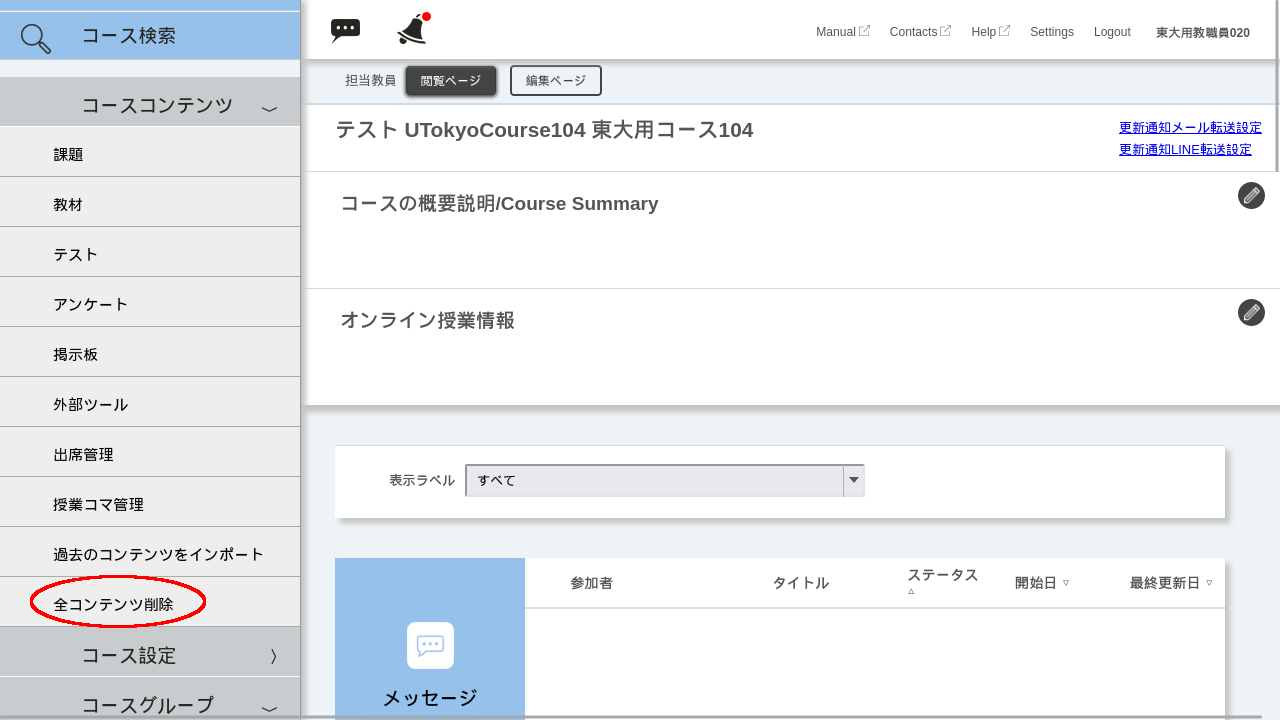 コース検索
コースコンテンツ
課題
教材
テスト
アンケート
掲示板
外部ツール
出席管理
授業コマ管理
過去のコンテンツをインポート
全コンテンツ削除
コース設定
コースグループ
Manual Contacts Help Settings Logout 東大用教職員020
担当教員 閲覧ページ 編集ページ
テスト UTokyoCourse104 東大用コース104
更新通知メール転送設定
更新通知LINE転送設定
コースの概要説明/Course Summary
オンライン授業情報
表示ラベル すべて
参加者 タイトル ステータス △ 開始日 ▽ 最終更新日 ▽
メッセージ